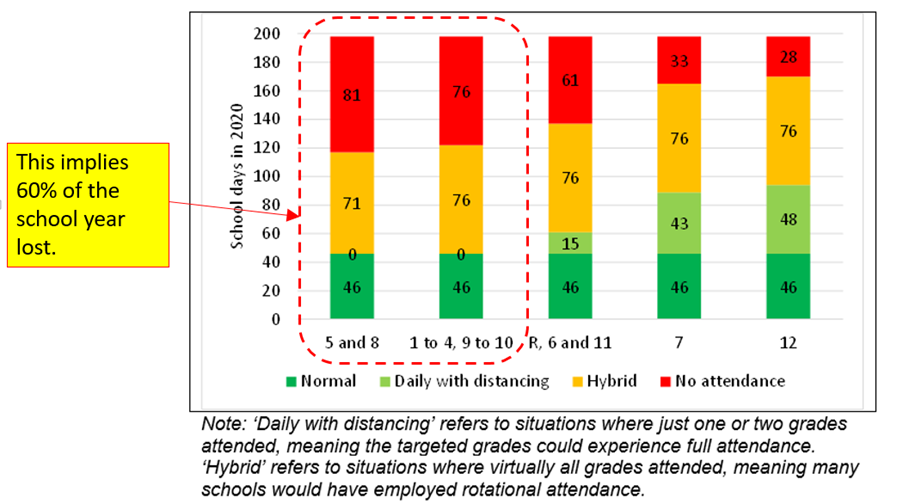 This implies
60% of the
school year
lost.
School days in 2020
200
180
160
140
120
100
80
60
40
20
0
81 76 61 33 28
71 76 76 76 76
0 0 15 43 48
46 46 46 46 46
5 and 8 1 to 4, 9 to 10 R, 6 and 11 7 12
Normal Daily with distancing Hybrid No attendance
Note: ‘Daily with distancing’ refers to situations where just one or two grades
attended, meaning the targeted grades could experience full attendance.
‘Hybrid’ refers to situations where virtually all grades attended, meaning many
schools would have employed rotational attendance.